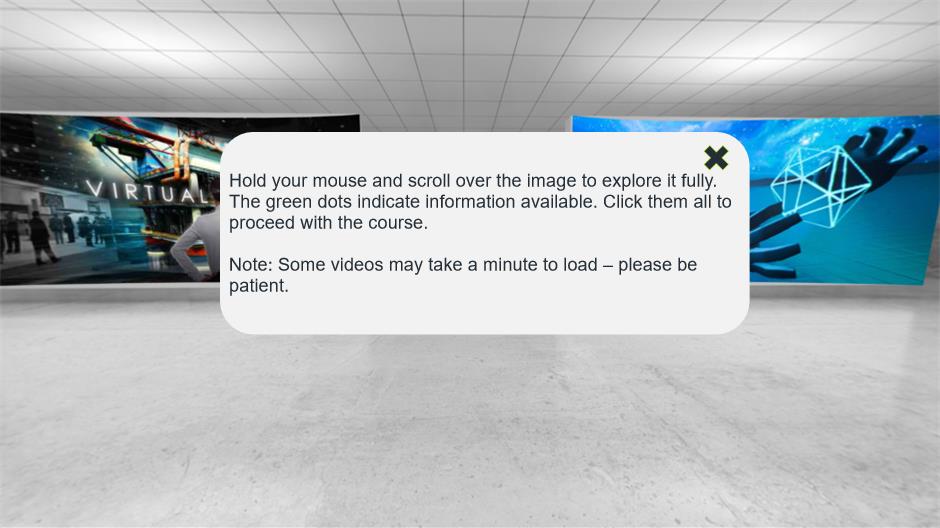 VIRTUAL
Hold your mouse and scroll over the image to explore it fully.
The green dots indicate information available. Click them all to
proceed with the course.
Note: Some videos may take a minute to load – please be
patient.